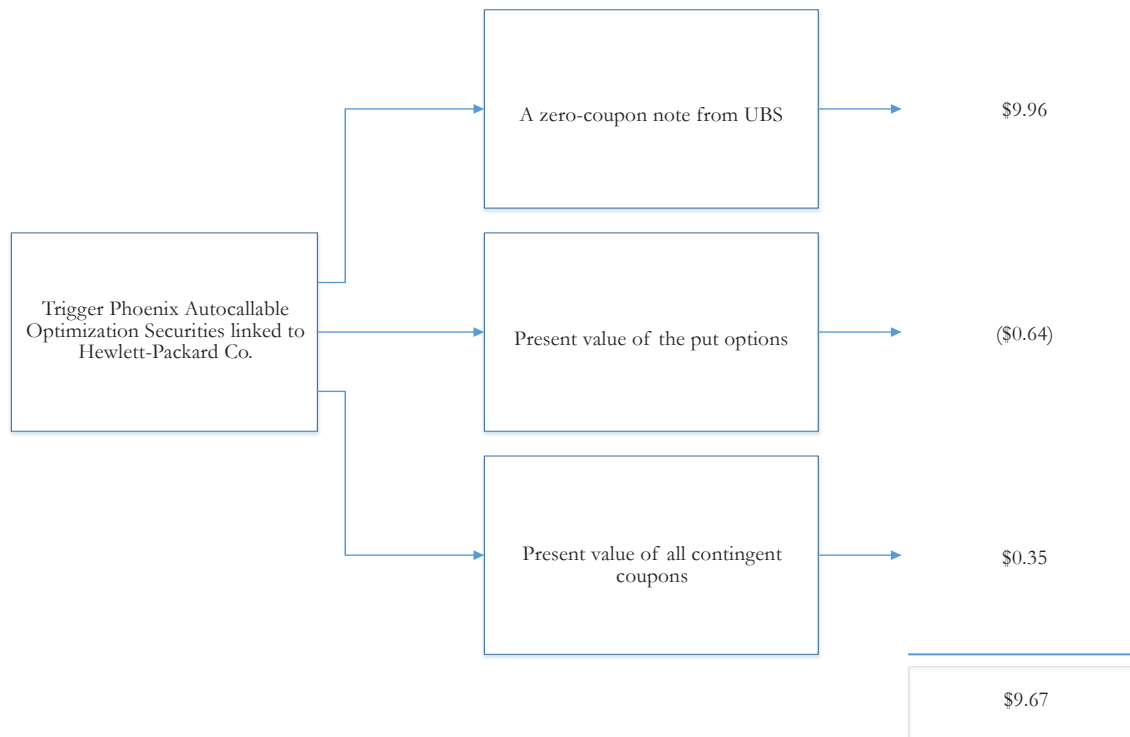 A zero-coupon note from UBS
$9.96
Trigger Phoenix Autocallable
Optimization Securities linked to
Hewlett-Packard Co.
Present value of the put options
($0.64)
Present value of all contingent
coupons
$0.35
$9.67